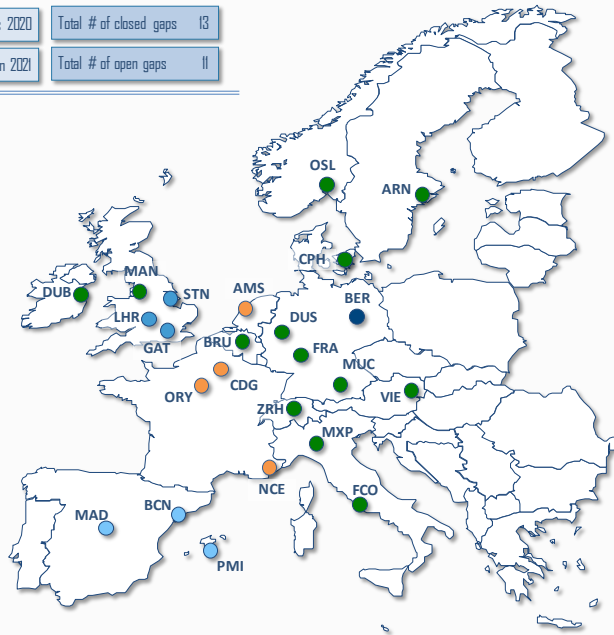 2020
Total # of closed gaps 13
2021
Total # of open gaps 11
OSL
ARN
CPH
MAN
DUB
STN
AMS
BER
LHR
DUS
GAT
BRU
FRA
MUC
CDG
ORY
VIE
ZRH
MXP
NCE
FCO
BCN
MAD
PMI